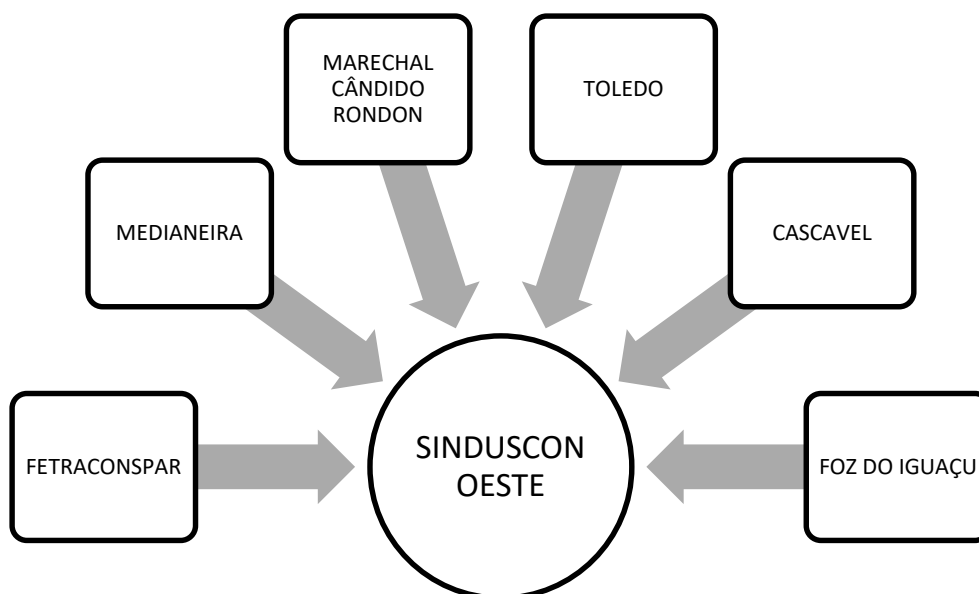 MARECHAL
CÂNDIDO
RONDON
TOLEDO
MEDIANEIRA
CASCAVEL
FETRACONSPAR
SINDUSCON
OESTE
FOZ DO IGUAÇU